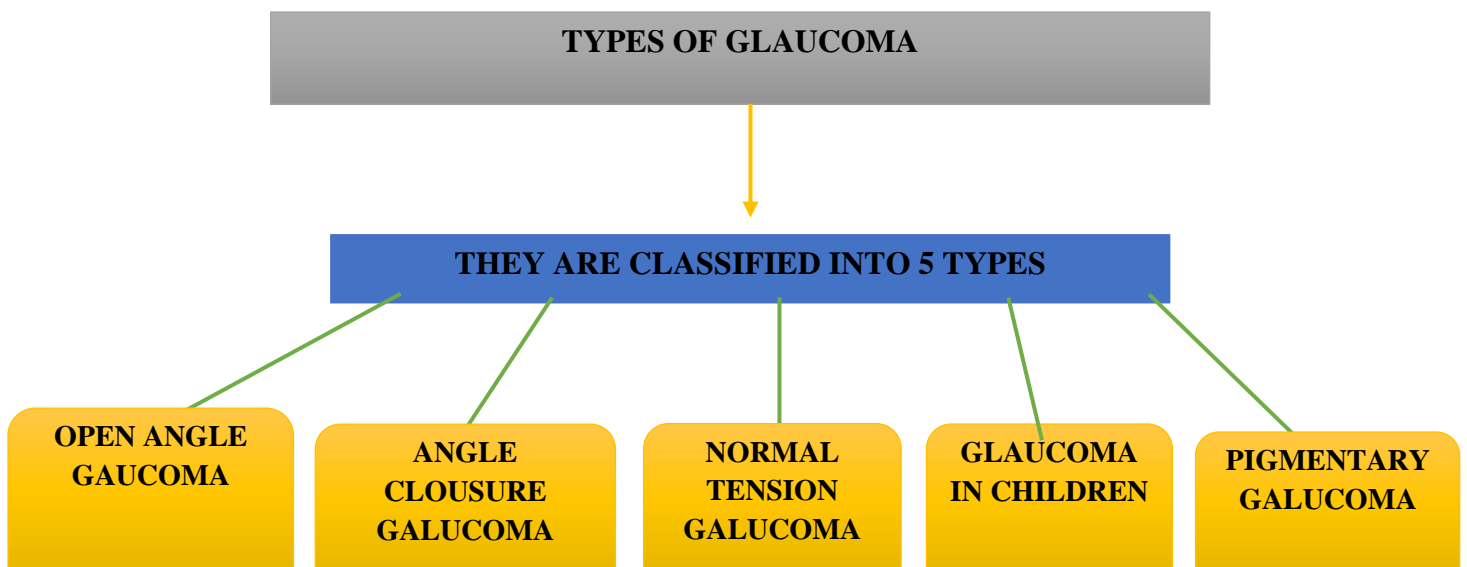 TYPES OF GLAUCOMA
THEY ARE CLASSIFIED INTO 5 TYPES
OPEN ANGLE
GAUCOMA
ANGLE
CLOUSURE
GALUCOMA
NORMAL
TENSION
GALUCOMA
GLAUCOMA
IN CHILDREN
PIGMENTARY
GALUCOMA